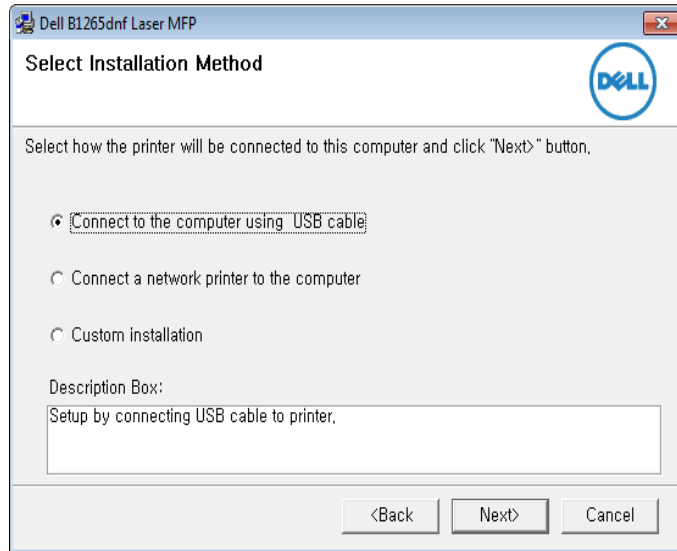 Dell B1265dnf Laser MFP
Select Installation Method
DELL
Select how the printer will be connected to this computer and click "Next>" button,
Connect to the computer using  USB cable
Connect a network printer to the computer
Custom installation
Description Box:
Setup by connecting USB cable to printer,
<Back
Next>
Cancel